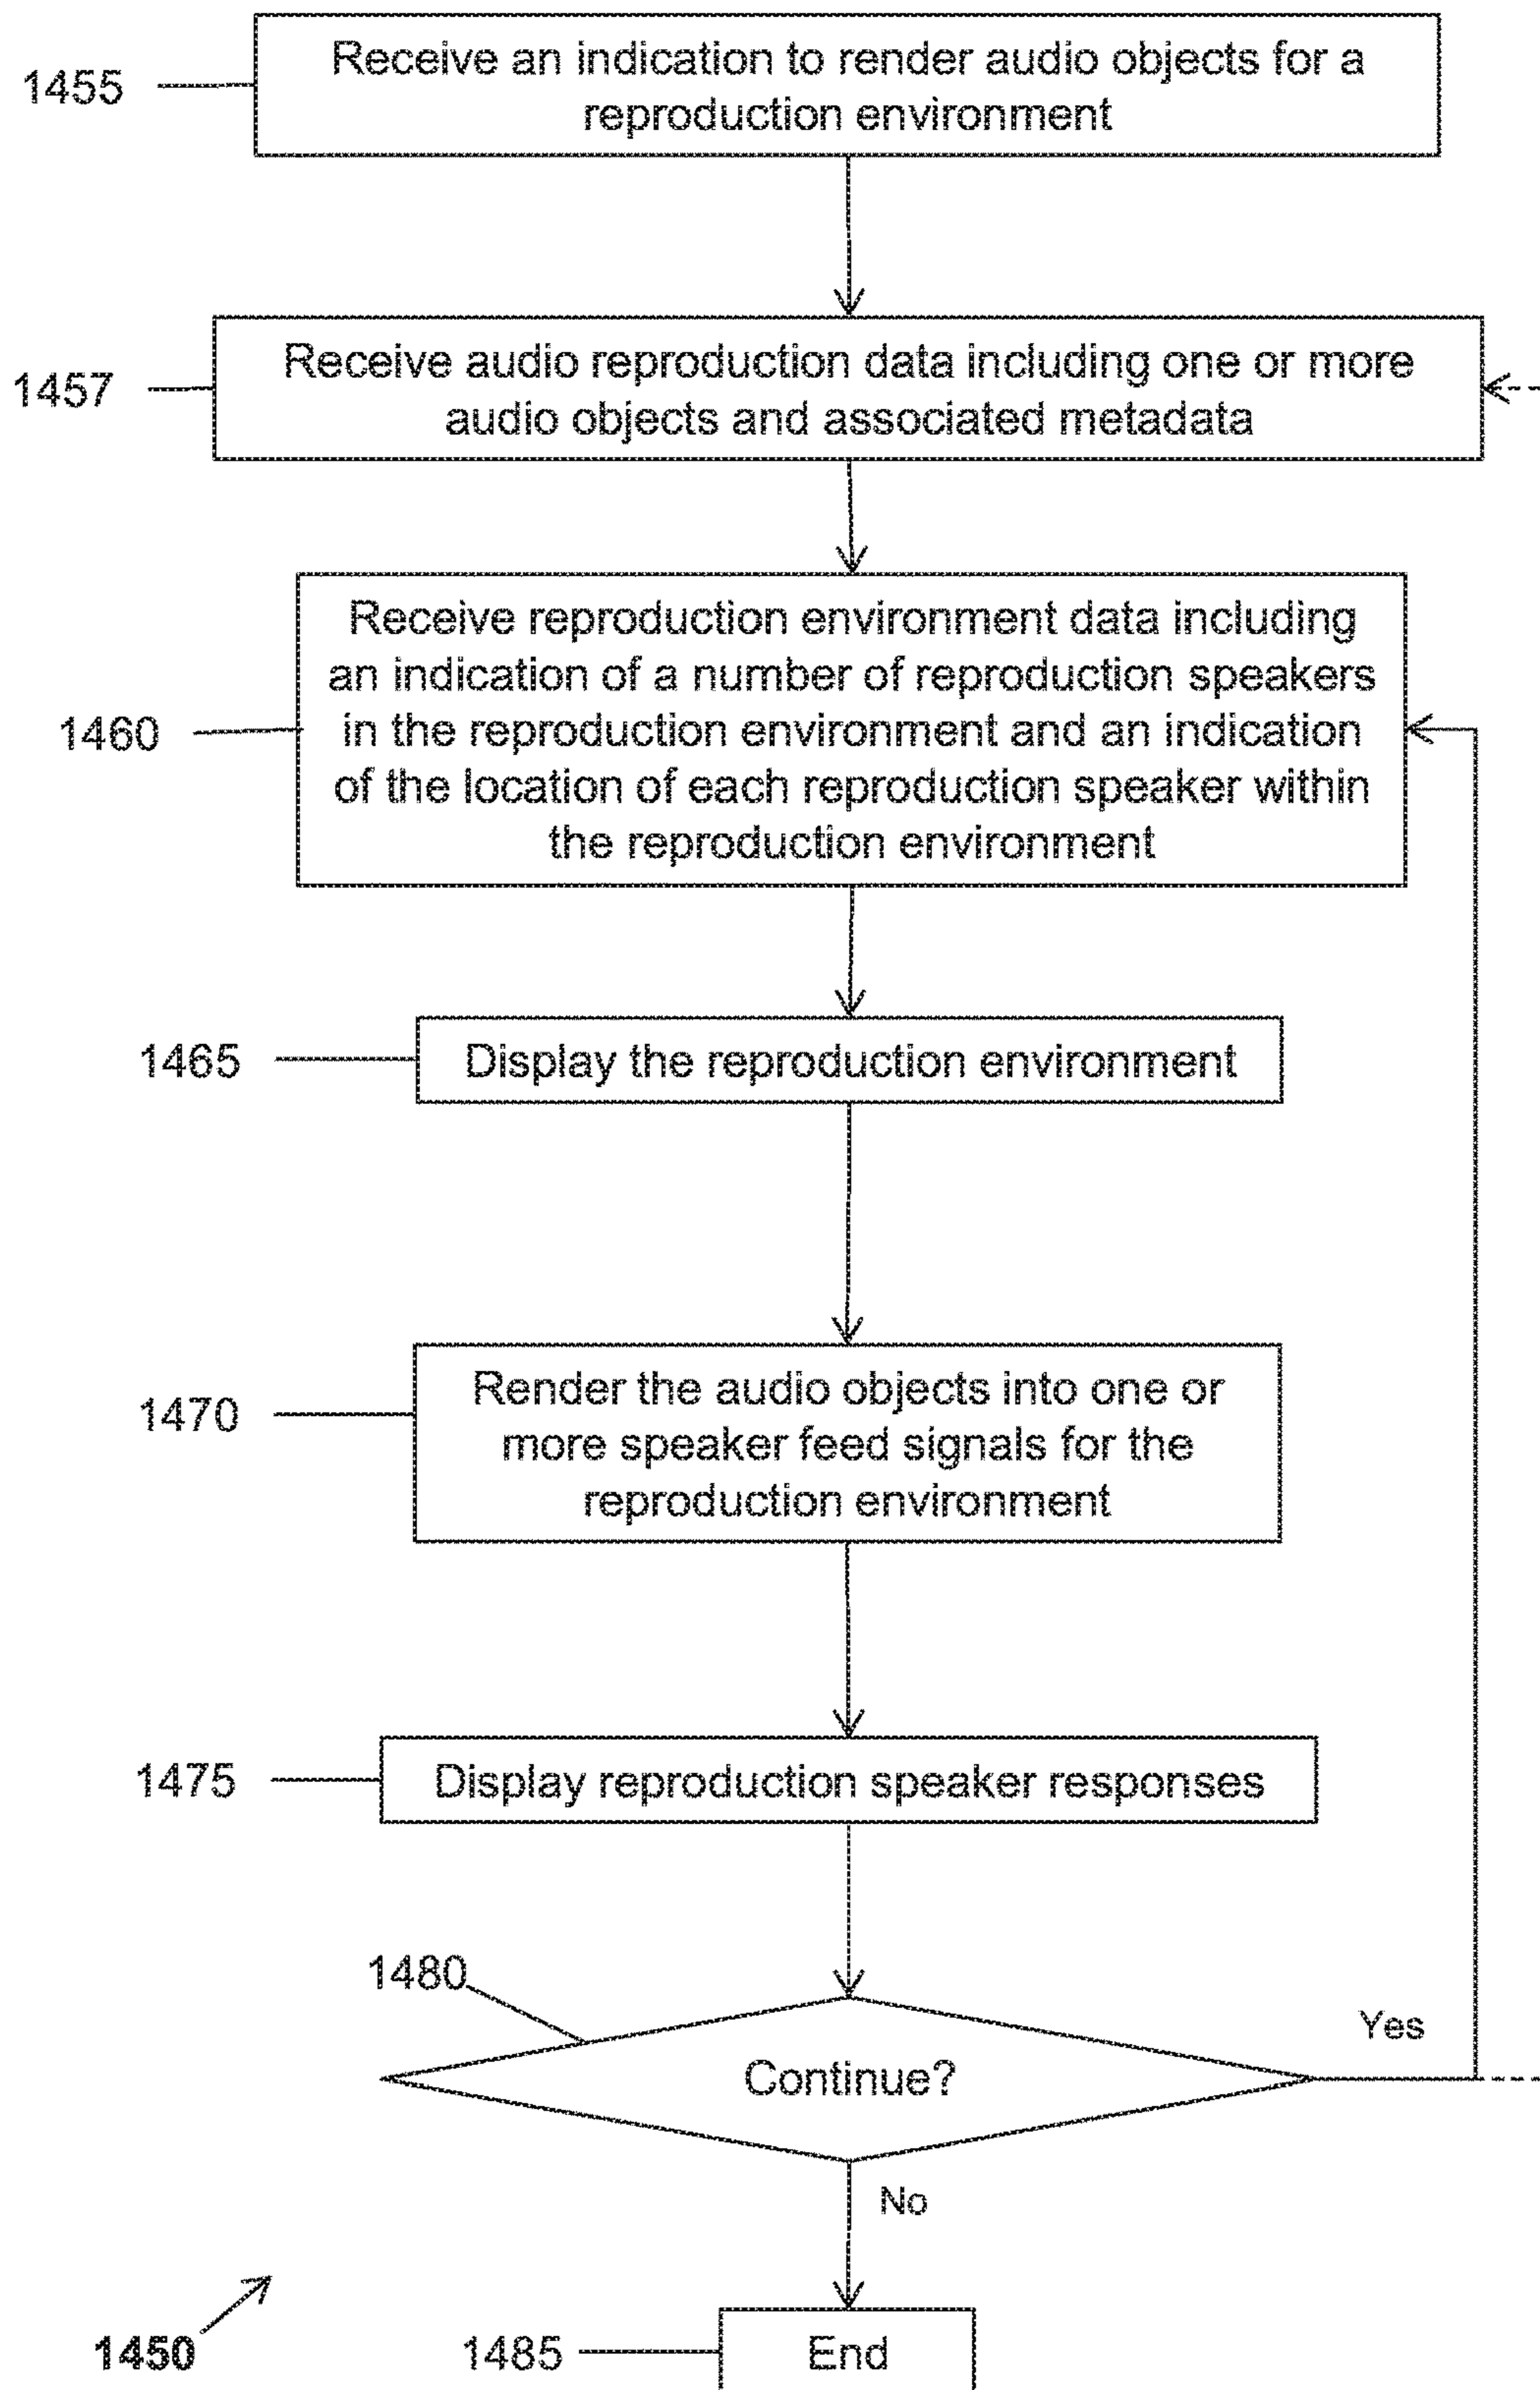 1455
Receive an indication to render audio objects for a
reproduction environment
1457
Receive audio reproduction data including one or more
audio objects and associated metadata
1460
Receive reproduction environment data including
an indication of a number of reproduction speakers
in the reproduction environment and an indication
of the location of each reproduction speaker within
the reproduction environment
1465
Display the reproduction environment
1470
Render the audio objects into one or
more speaker feed signals for the
reproduction environment
1475
Display reproduction speaker responses
1480
Continue?
Yes
No
1450
1485
End